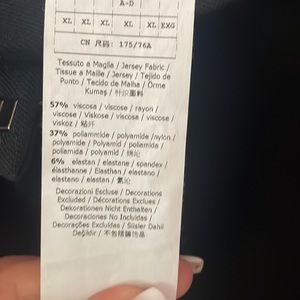 A-D
XL XL XL XL XL EXG
CN 尺码: 175/76A
Tessuto a Maglia / Jersey Fabric /
Tissue a Maille / Jersey / Tejido de
Punto / Tecido de Malha / Örme
Kumaş / 针织面料
57% viscosa / viscose / rayon /
viscose / Viskose / viscosa / viscose /
viskoz / 粘纤
37% poliammide / polyamide /nylon /
polyamide / Polyamid / poliamida /
poliamida / polyamid / 锦纶
6% elastan / elastane / spandex /
élasthanne / Elasthan / elastano /
elastano / elastan / 氨纶
Decorazioni Escluse / Decorations
Excluded / Décorations Exclues /
Dekorationen Nicht Enthalten /
Decoraciones No Incluidas /
Decorações Excluídas / Süsler Dahil
Değildir / 不包括装饰品